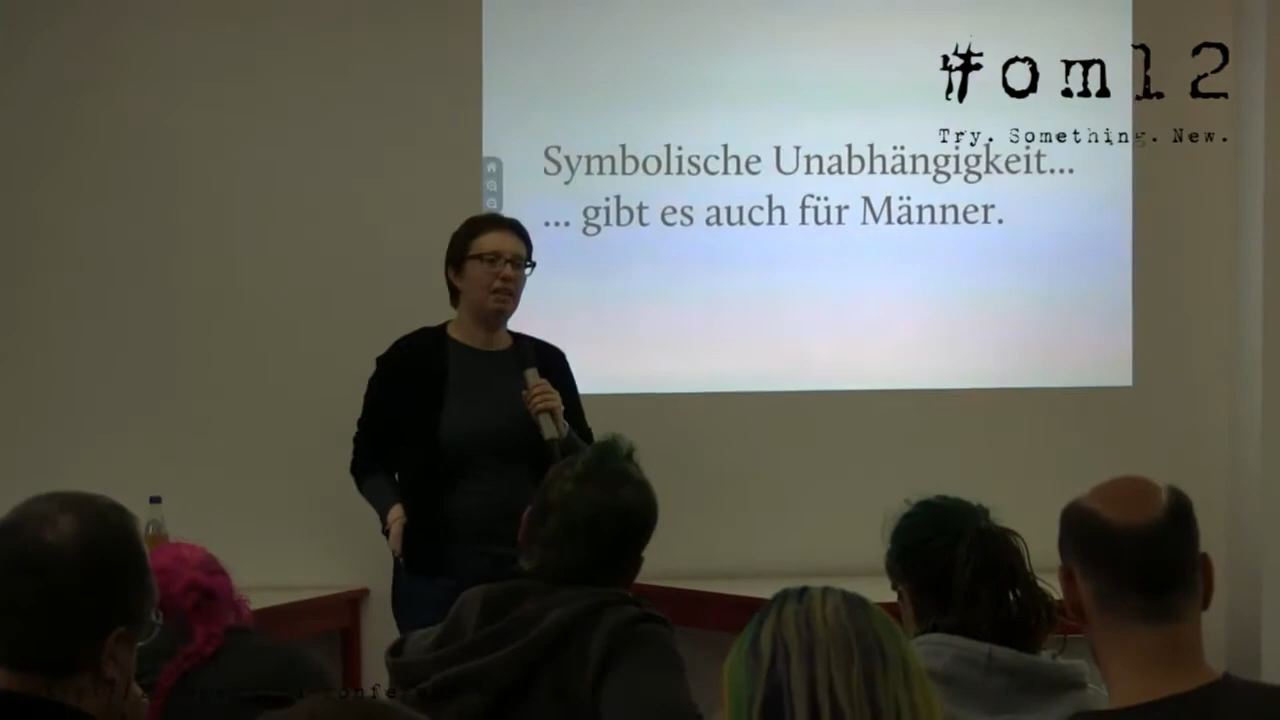 #om12
Try. Something. New.
Symbolische Unabhängigkeit...
... gibt es auch für Männer.